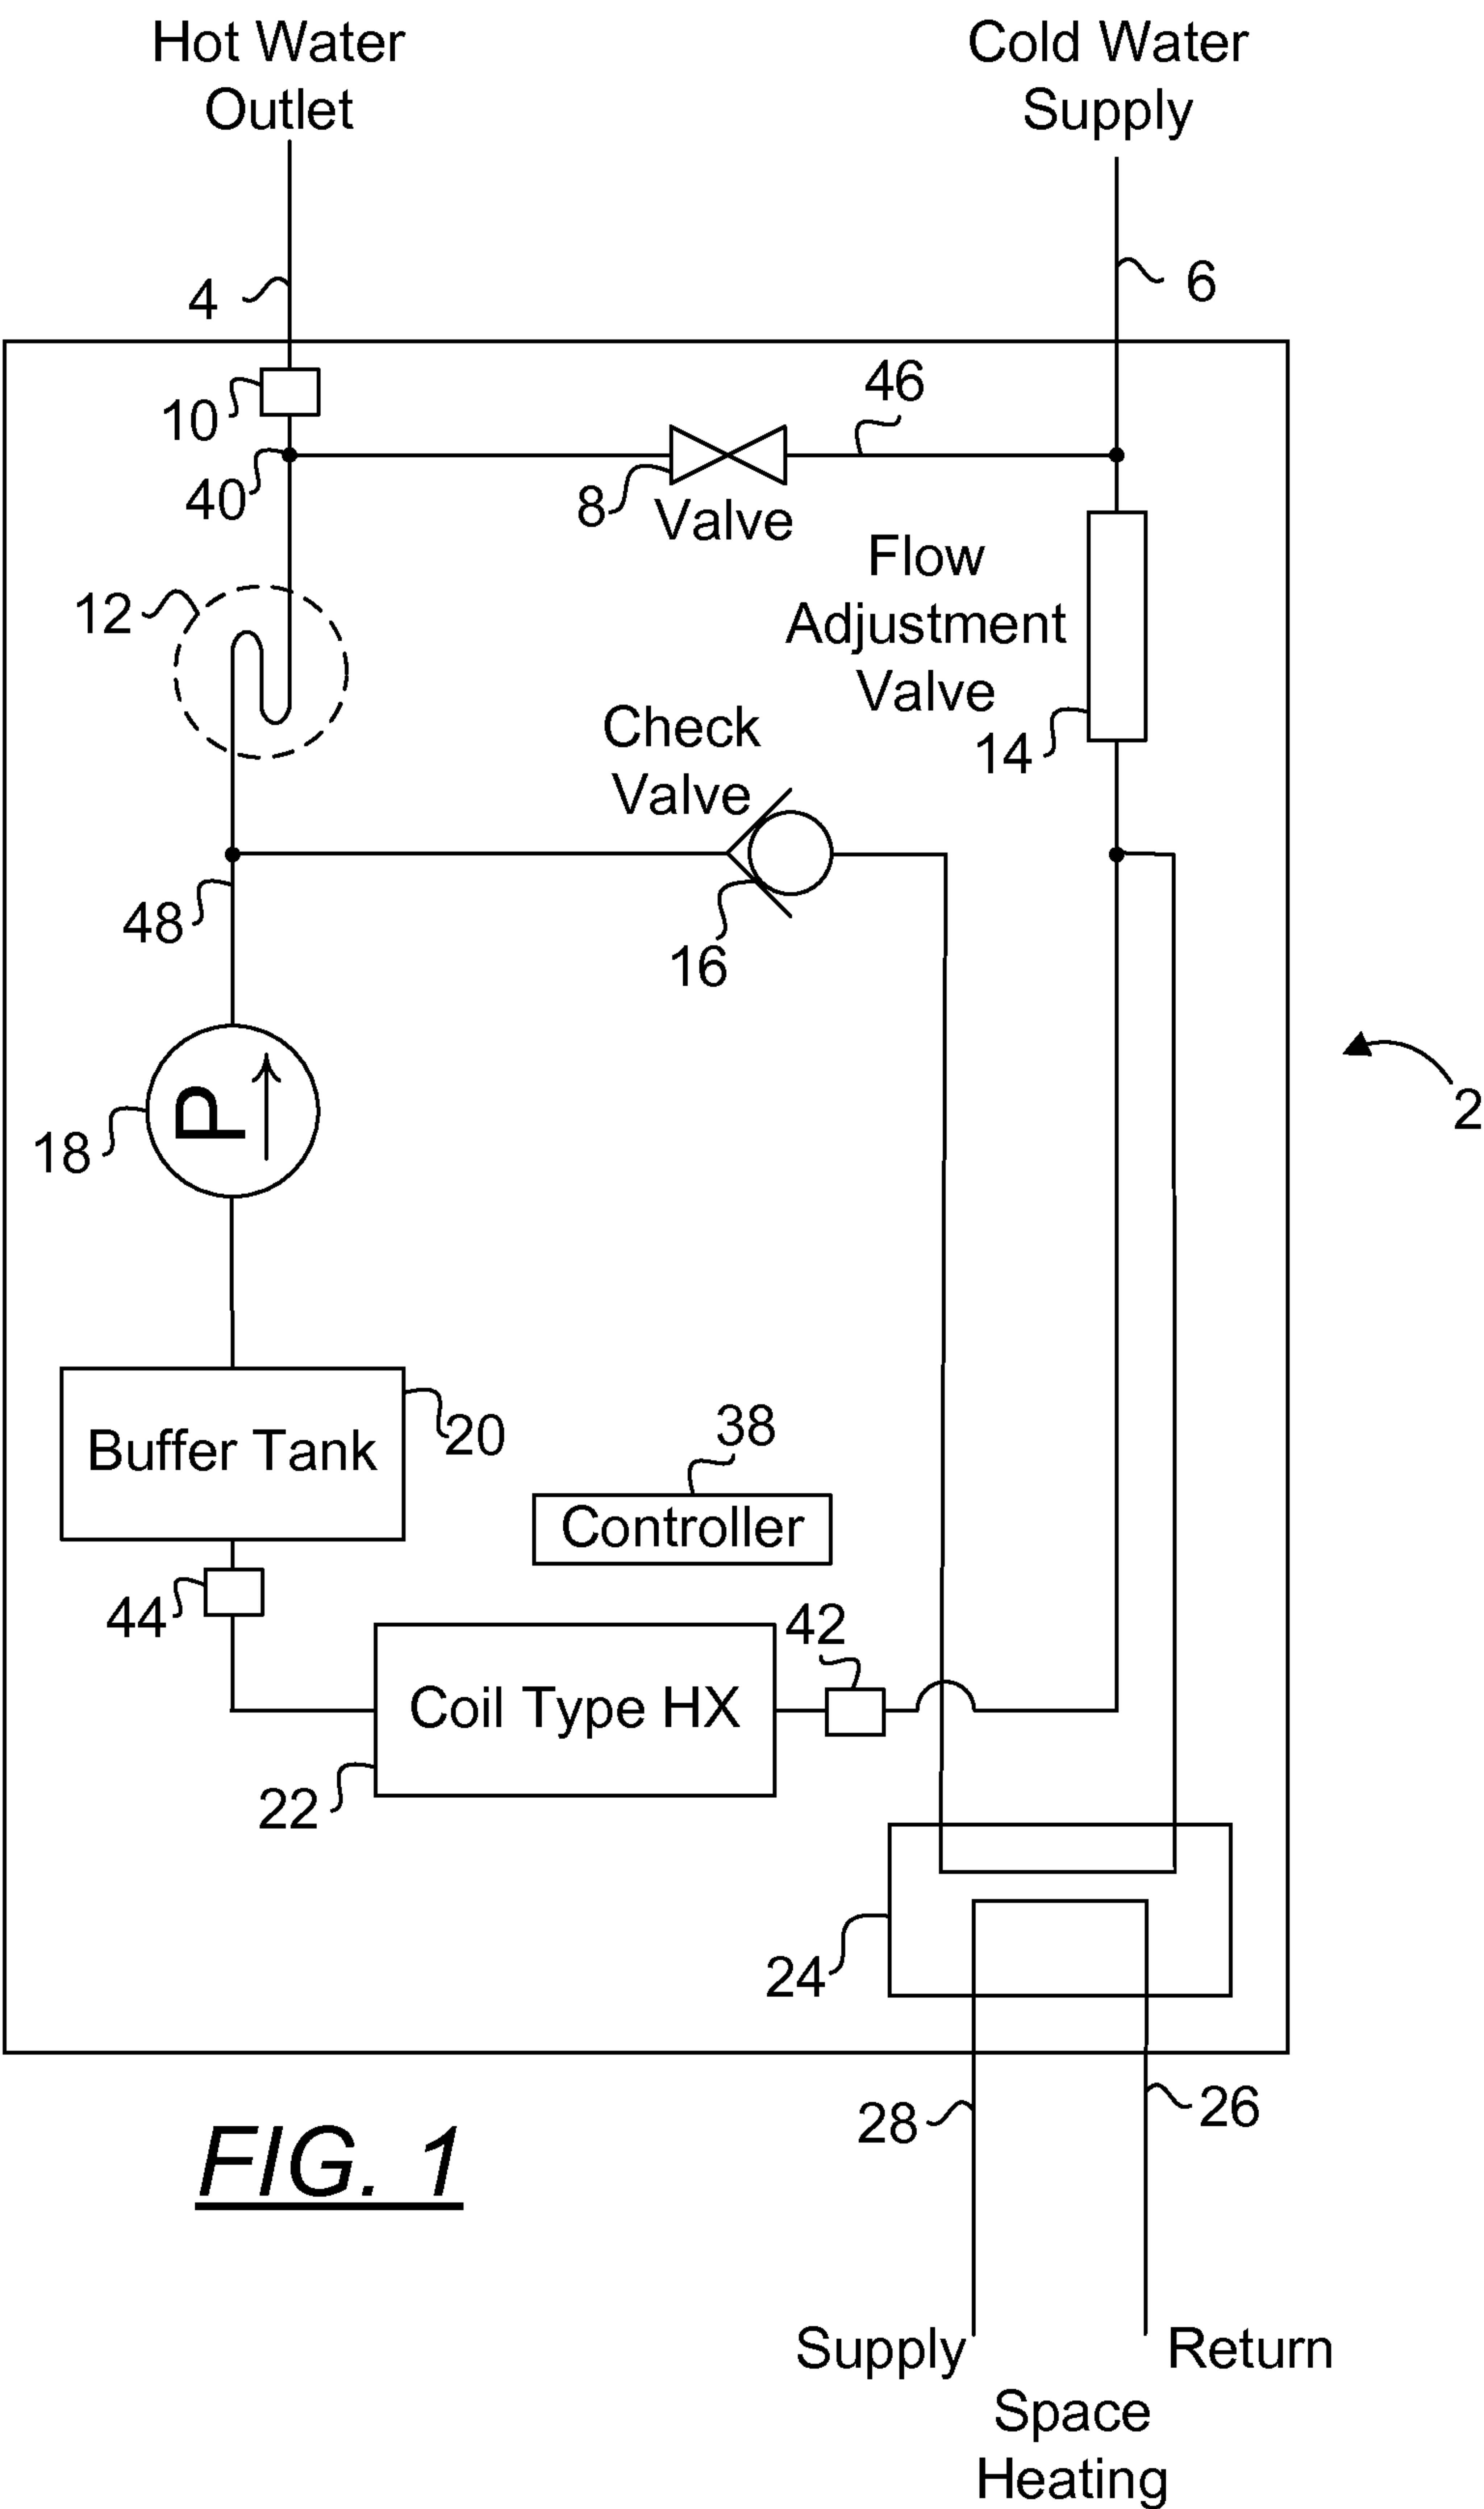 Hot Water
Outlet
Cold Water
Supply
4
6
10
46
40
8
Valve
Flow
Adjustment
Valve
12
14
Check
Valve
48
16
P
18
2
Buffer Tank
20
38
Controller
44
42
Coil Type HX
22
24
28
26
FIG. 1
Supply
Return
Space
Heating